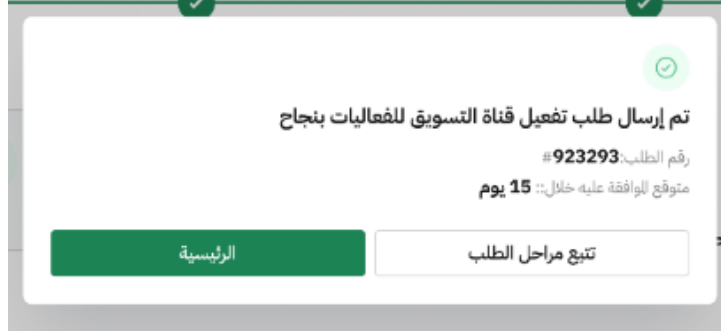 تم إرسال طلب تفعيل قناة التسويق للفعاليات بنجاح
رقم الطلب:923293#
متوقع الموافقة عليه خلال:: 15 يوم
تتبع مراحل الطلب
الرئيسية